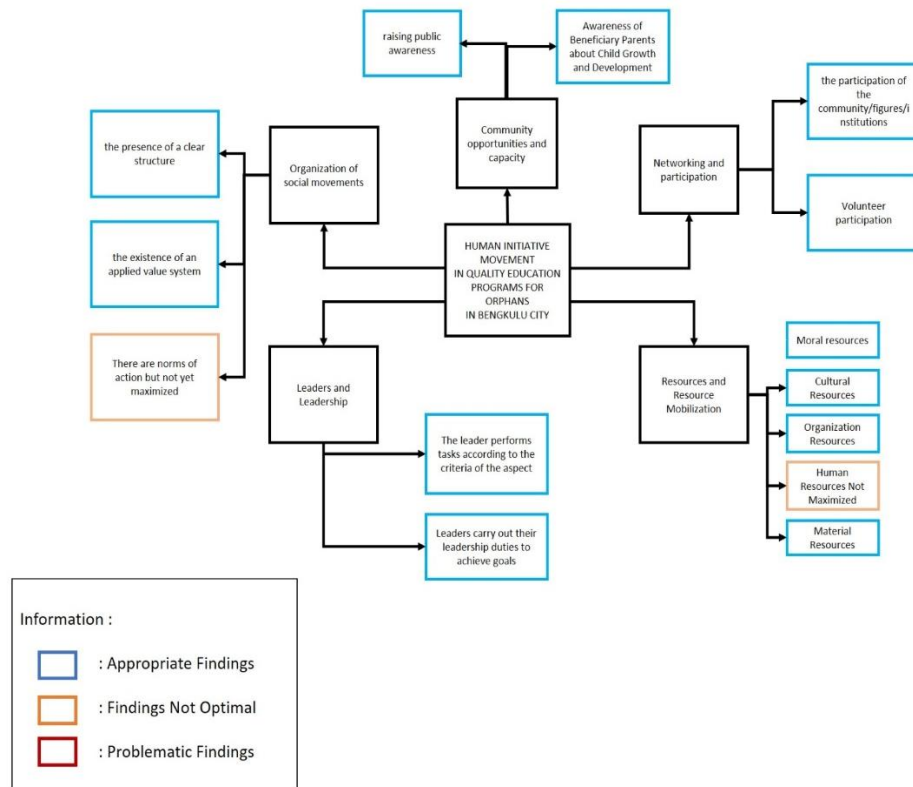 raising public
awareness
Awareness of
Beneficiary Parents
about Child Growth
and Development
the participation of
the
community/figures/i
nstitutions
the presence of a clear
structure
Organization of
social movements
Community
opportunities and
capacity
Networking and
participation
Volunteer
participation
the existence of an
applied value system
HUMAN INITIATIVE
MOVEMENT
IN QUALITY EDUCATION
PROGRAMS FOR
ORPHANS
IN BENGKULU CITY
There are norms of
action but not yet
maximized
Leaders and
Leadership
Resources and
Resource
Mobilization
Moral resources
Cultural
Resources
Organization
Resources
Human
Resources Not
Maximized
Material
Resources
The leader performs
tasks according to the
criteria of the aspect
Leaders carry out their
leadership duties to
achieve goals
Information :
: Appropriate Findings
: Findings Not Optimal
: Problematic Findings